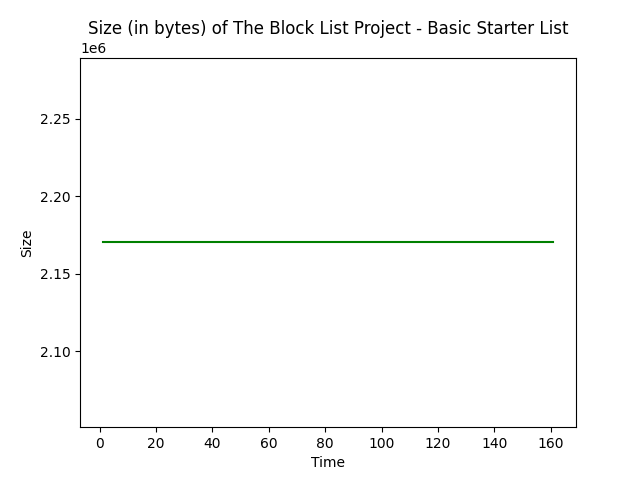 Size (in bytes) of The Block List Project - Basic Starter List
1e6
2.25
2.20
2.15
2.10
Size
0 20 40 60 80 100 120 140 160
Time